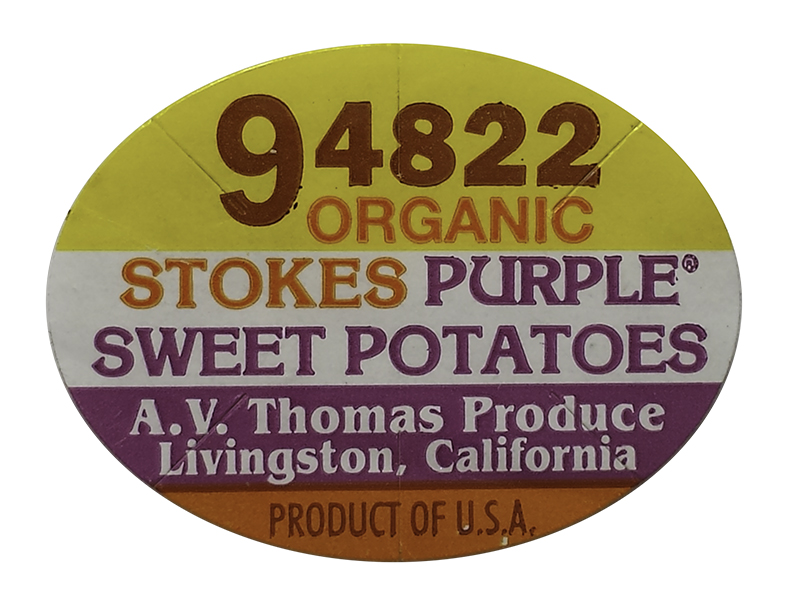 94822
ORGANIC
STOKES PURPLE®
SWEET POTATOES
A.V. Thomas Produce
Livingston, California
PRODUCT OF U.S.A.